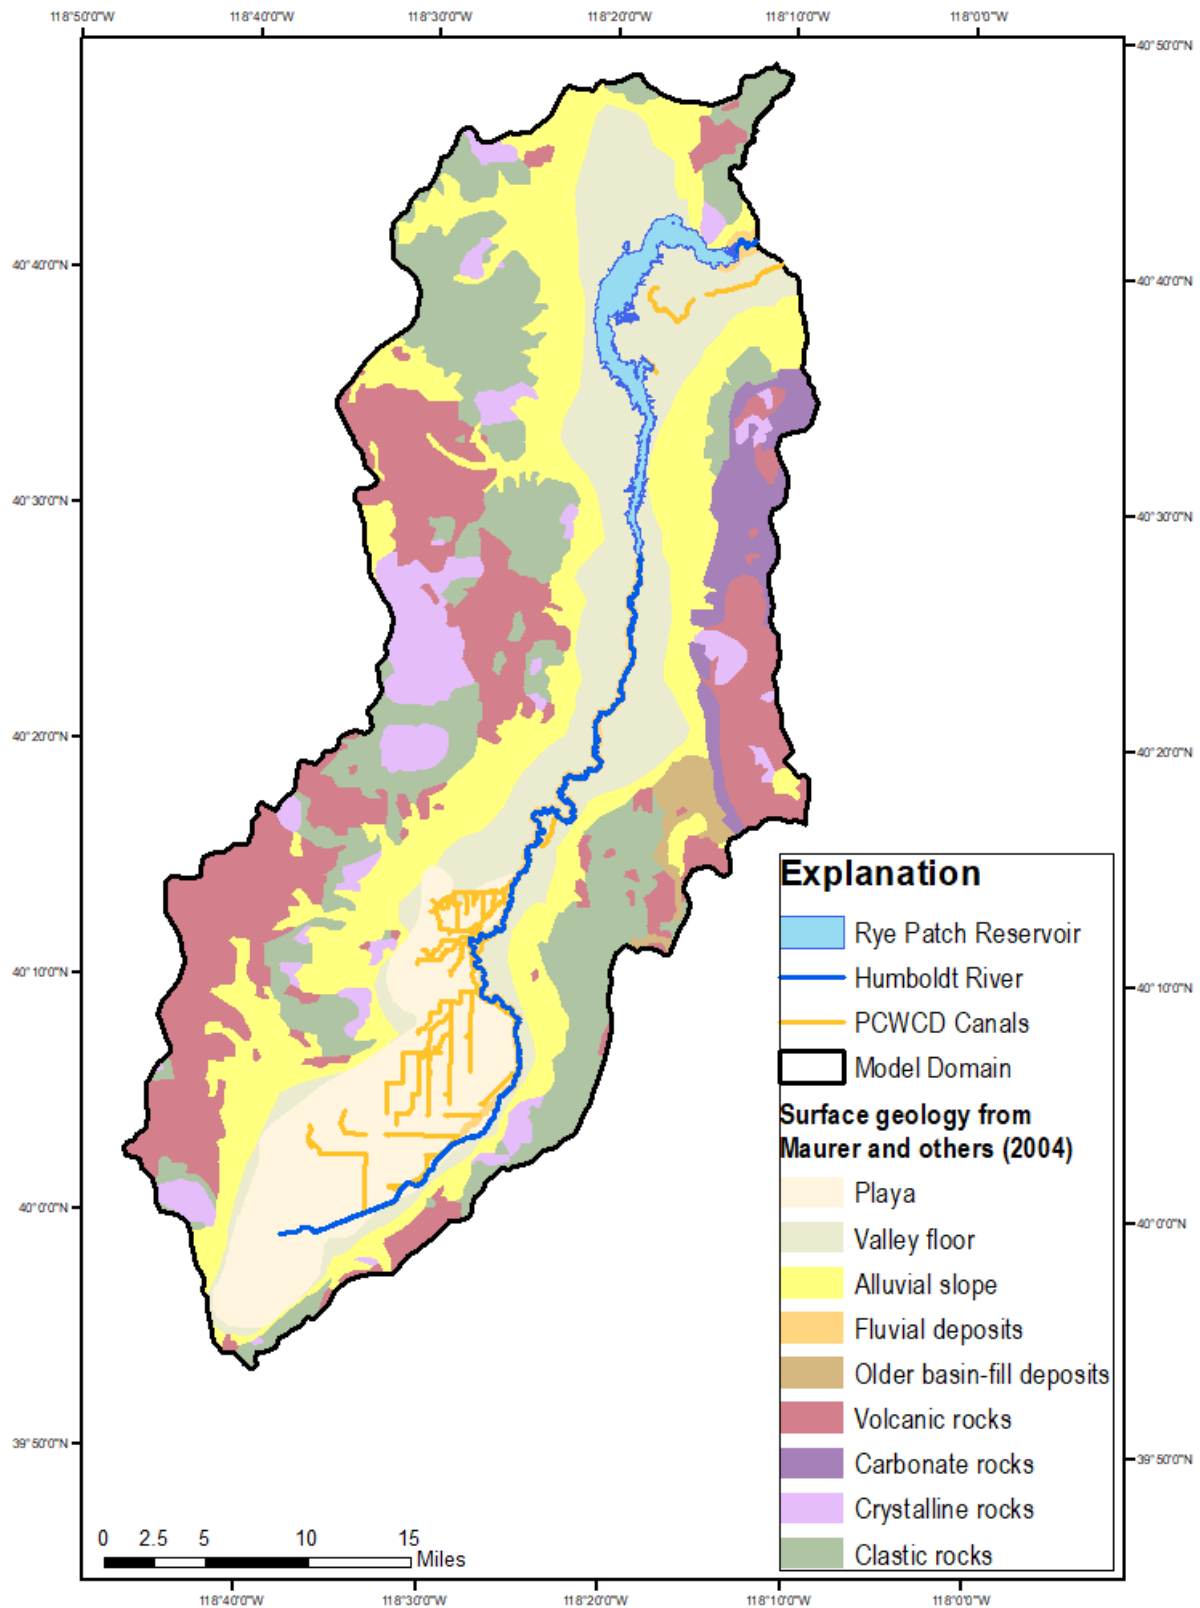 118°50'0"W 118°40'0"W 118°30'0"W 118°20'0"W 118°10'0"W 118°0'0"W
40°50'0"N
40°40'0"N 40°40'0"N
40°30'0"N 40°30'0"N
40°20'0"N 40°20'0"N
Explanation
Rye Patch Reservoir
Humboldt River
40°10'0"N 40°10'0"N
PCWCD Canals
Model Domain
Surface geology from
Maurer and others (2004)
Playa
40°0'0"N 40°0'0"N
Valley floor
Alluvial slope
Fluvial deposits
Older basin-fill deposits
Volcanic rocks
39°50'0"N 39°50'0"N
Carbonate rocks
Crystalline rocks
Clastic rocks
0 2.5 5 10 15
Miles
118°40'0"W 118°30'0"W 118°20'0"W 118°10'0"W 118°0'0"W